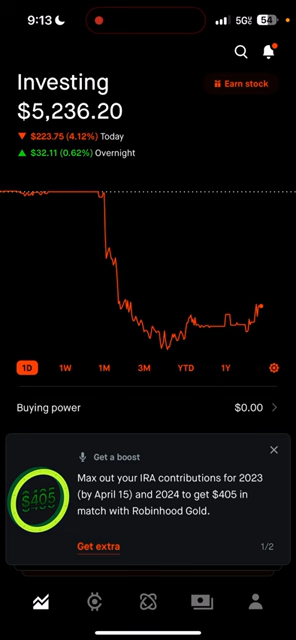 9:13
5G
54
Investing
$5,236.20
Earn stock
▼ $223.75 (4.12%) Today
▲ $32.11 (0.62%) Overnight
1D 1W 1M 3M YTD 1Y
Buying power $0.00
Get a boost
Max out your IRA contributions for 2023
(by April 15) and 2024 to get $405 in
match with Robinhood Gold.
$405
Get extra
1/2